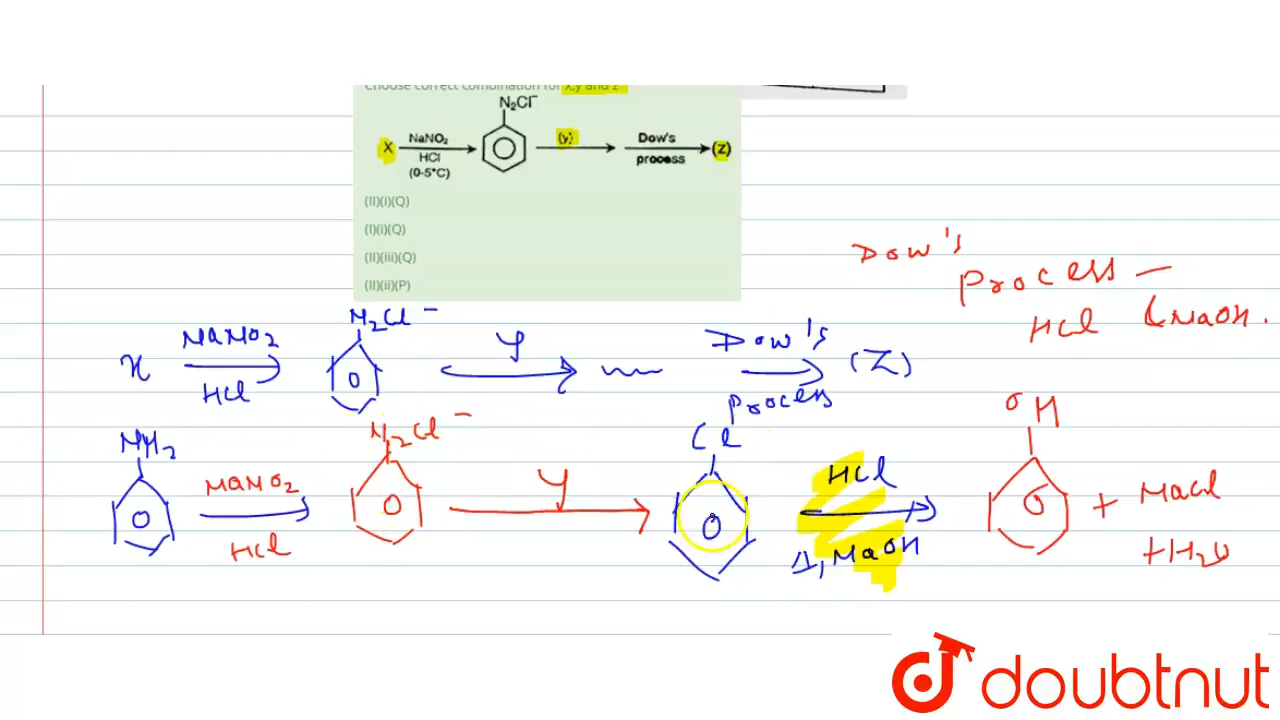 Choose correct combination for x,y and z
N₂Cl⁻
X NaNO₂ (y) Dow's (Z)
HCl process
(0-5°C)
(II)(i)(Q)
(I)(i)(Q)
(II)(iii)(Q)
(II)(ii)(P)
Dow's
Process —
HCl (NaOH.
N₂Cl⁻
x NaNO₂ y Dow's (Z)
HCl Process
NH₂ N₂Cl⁻ Cl OH
NaNO₂ y HCl + NaCl
HCl Δ, NaOH + H₂O
doubtnut